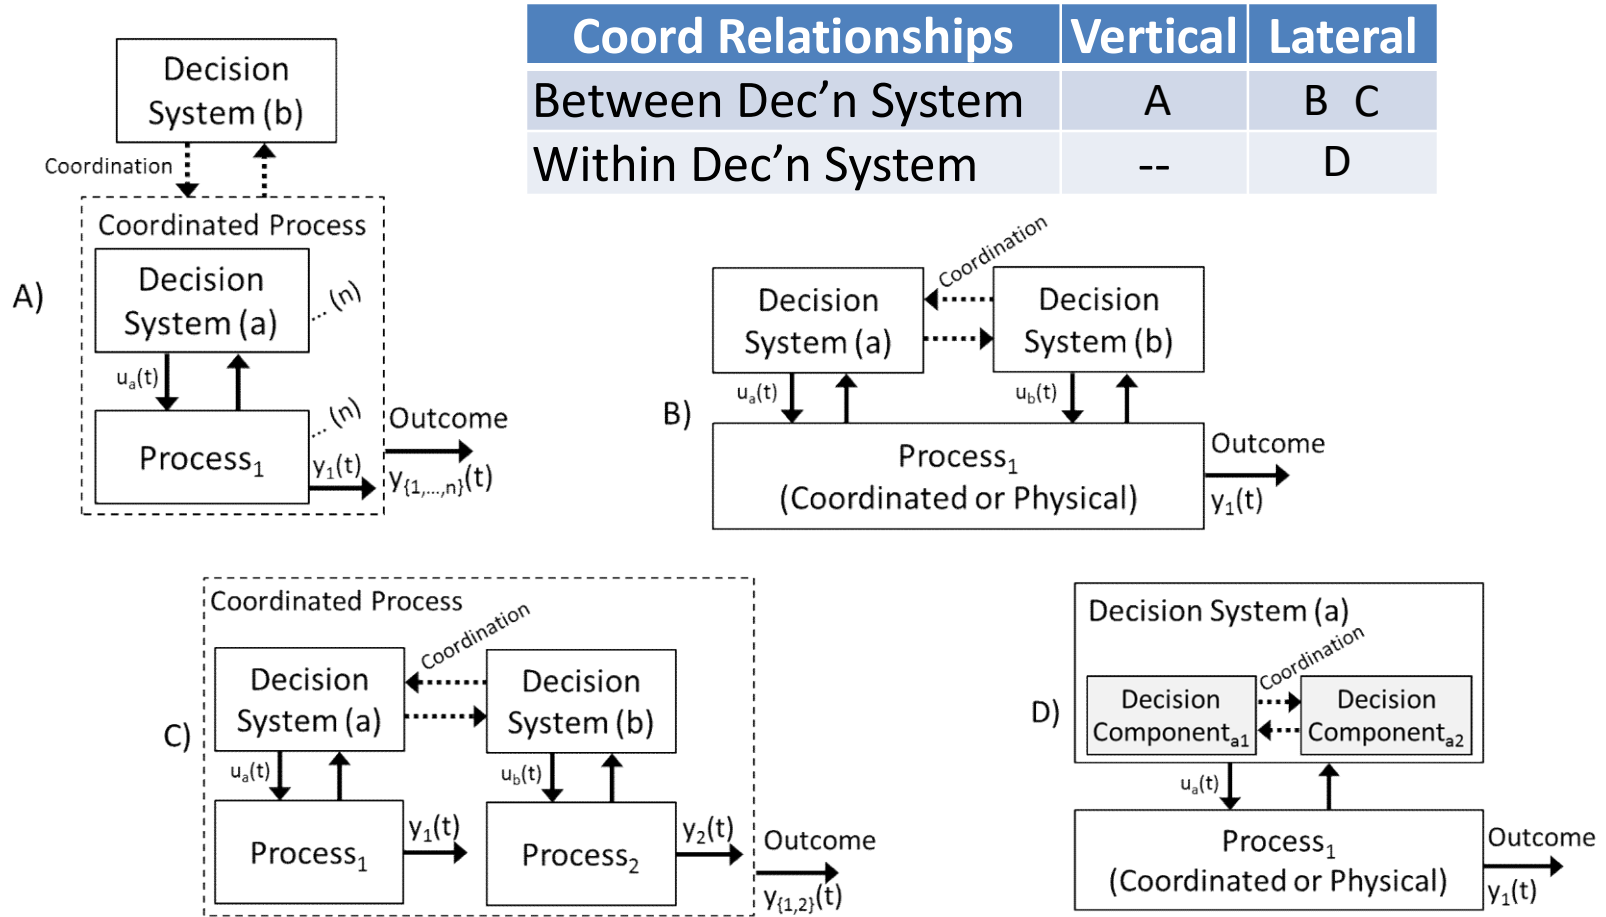 Coord Relationships Vertical Lateral
Between Dec’n System A B C
Within Dec’n System -- D
A)
Decision
System (b)
Coordination
Coordinated Process
Decision
System (a)
... (n)
uₐ(t)
... (n)
Process₁
y₁(t)
Outcome
y{1,...,n}(t)
B)
Coordination
Decision
System (a)
Decision
System (b)
uₐ(t)
u_b(t)
Process₁
(Coordinated or Physical)
Outcome
y₁(t)
C)
Coordinated Process
Coordination
Decision
System (a)
Decision
System (b)
uₐ(t)
u_b(t)
Process₁
y₁(t)
Process₂
y₂(t)
Outcome
y{1,2}(t)
D)
Decision System (a)
Coordination
Decision
Componentₐ₁
Decision
Componentₐ₂
uₐ(t)
Process₁
(Coordinated or Physical)
Outcome
y₁(t)